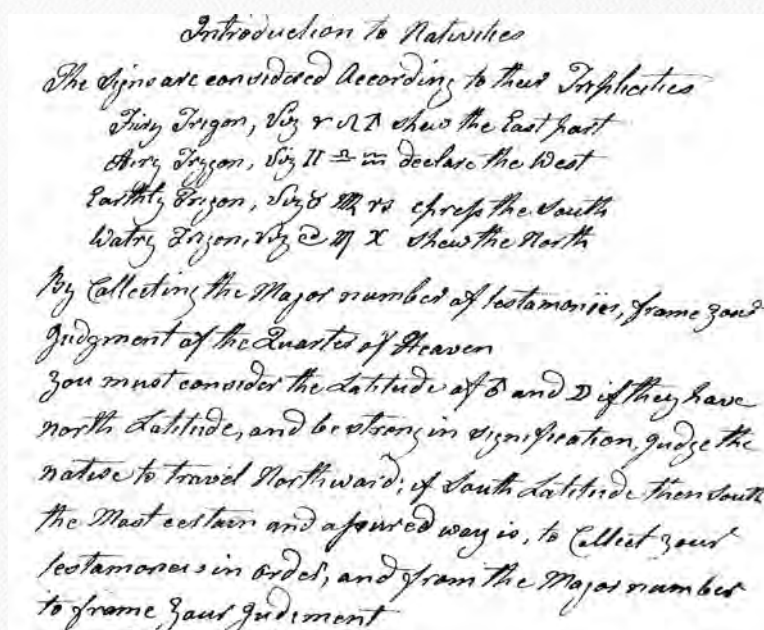 Introduction to Nativities
The Signs are considered According to their Triplicities
Firy Trigon, Viz ♈ ♌ ♐ shew the East part
Airy Trygon, Viz ♊ ♎ ♒ declare the West
Earthly Trigon, Viz ♉ ♍ ♑ epress the South
Watry Trigon, Viz ♋ ♏ ♓ shew the North
By Collecting the Major number of testamonies, frame your
Judgment of the Quarter of Heaven
You must consider the Latitude of and ☽ if they have
north Latitude, and be strong in signification, Judge the
native to travel Northward; if South Latitude then South
the Most certain and assured way is, to Collect your
testamones in order, and from the Major number
to frame your Judgment